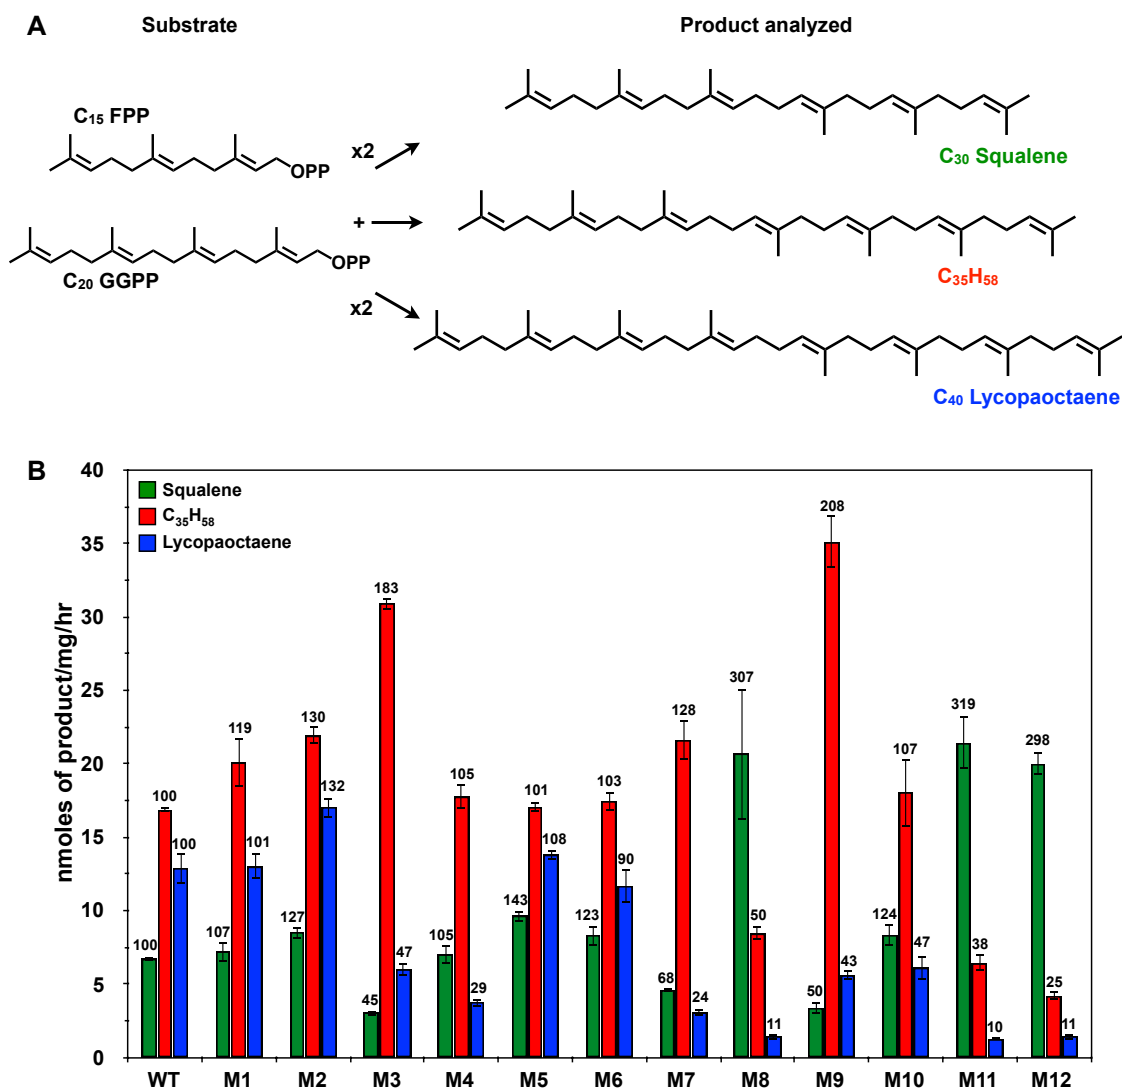 A Substrate Product analyzed
C₁₅ FPP
OPP
x2
C₃₀ Squalene
+
OPP
C₂₀ GGPP
C₃₅H₅₈
x2
C₄₀ Lycopaoctaene
B
nmoles of product/mg/hr
40
35
30
25
20
15
10
5
0
Squalene
C₃₅H₅₈
Lycopaoctaene
100 100 100
107 119 101
127 130 132
45 183 47
105 105 29
143 101 108
123 103 90
68 128 24
307 50 11
50 208 43
124 107 47
319 38 10
298 25 11
WT M1 M2 M3 M4 M5 M6 M7 M8 M9 M10 M11 M12